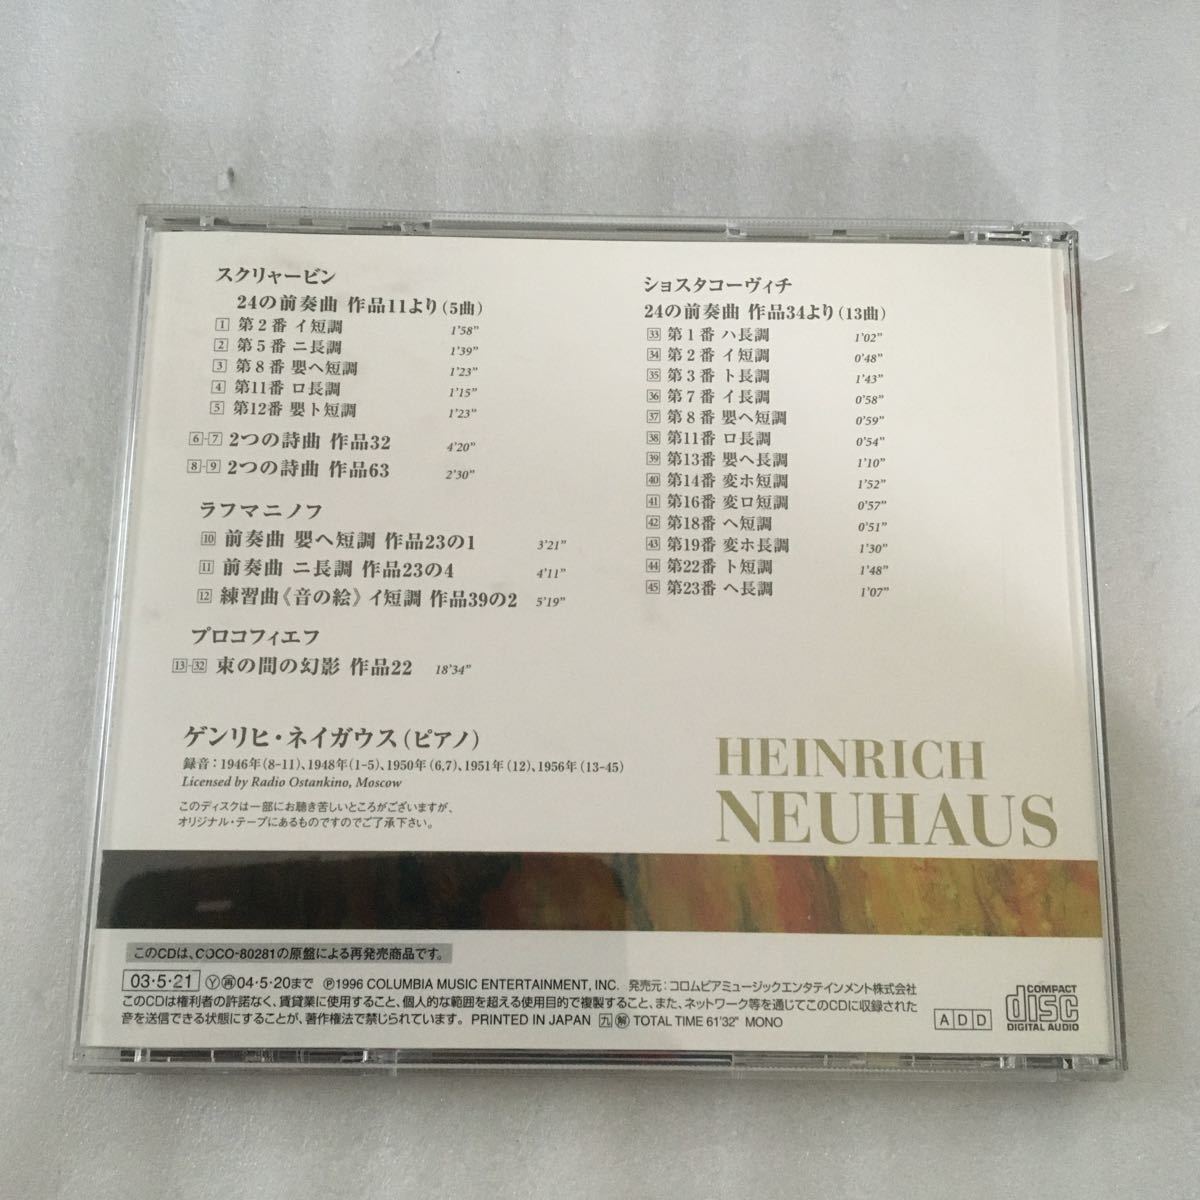 スクリャービン
24の前奏曲 作品11より（5曲）
1 第2番 イ短調 1'58"
2 第5番 ニ長調 1'39"
3 第8番 嬰ヘ短調 1'23"
4 第11番 ロ長調 1'15"
5 第12番 嬰ト短調 1'23"
6-7 2つの詩曲 作品32 4'20"
8-9 2つの詩曲 作品63 2'30"
ラフマニノフ
10 前奏曲 嬰ヘ短調 作品23の1 3'21"
11 前奏曲 ニ長調 作品23の4 4'11"
12 練習曲《音の絵》イ短調 作品39の2 5'19"
プロコフィエフ
13-32 束の間の幻影 作品22 18'34"
ゲンリヒ・ネイガウス（ピアノ）
録音：1946年(8-11)、1948年(1-5)、1950年(6,7)、1951年(12)、1956年(13-45)
Licensed by Radio Ostankino, Moscow
このディスクは一部にお聴き苦しいところがございますが、
オリジナル・テープにあるものですのでご了承下さい。
ショスタコーヴィチ
24の前奏曲 作品34より（13曲）
33 第1番 ハ長調 1'02"
34 第2番 イ短調 0'48"
35 第3番 ト長調 1'43"
36 第7番 イ長調 0'58"
37 第8番 嬰ヘ短調 0'59"
38 第11番 ロ長調 0'54"
39 第13番 嬰ヘ長調 1'10"
40 第14番 変ホ短調 1'52"
41 第16番 変ロ短調 0'57"
42 第18番 ヘ短調 0'51"
43 第19番 変ホ長調 1'30"
44 第22番 ト短調 1'48"
45 第23番 ヘ長調 1'07"
HEINRICH
NEUHAUS
このCDは、COCO-80281の原盤による再発売商品です。
03・5・21 Ⓨ㊢04・5・20まで ℗1996 COLUMBIA MUSIC ENTERTAINMENT, INC. 発売元：コロムビアミュージックエンタテインメント株式会社
このCDは権利者の許諾なく、賃貸業に使用すること、個人的な範囲を超える使用目的で複製すること、また、ネットワーク等を通じてこのCDに収録された
音を送信できる状態にすることが、著作権法で禁じられています。 PRINTED IN JAPAN 九 TOTAL TIME 61'32" MONO
ADD
COMPACT
disc
DIGITAL AUDIO